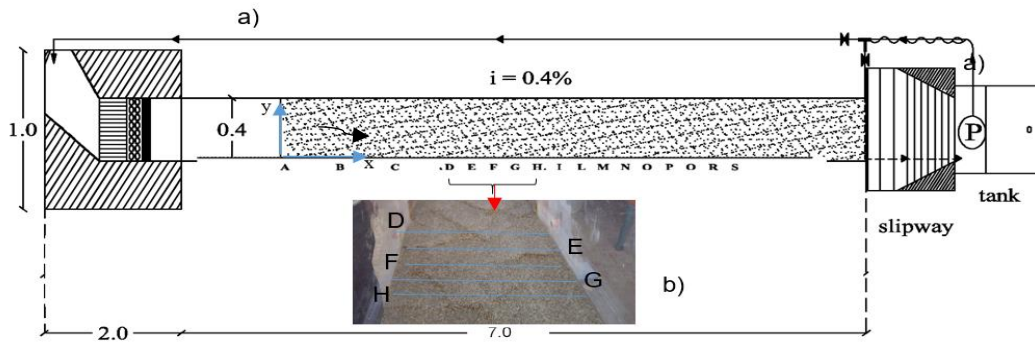 a)
a)
i = 0.4%
1.0
0.4
y
x
P
A B C D E F G H I L M N O P Q R S
tank
slipway
D
E
F
G
H
b)
2.0
7.0